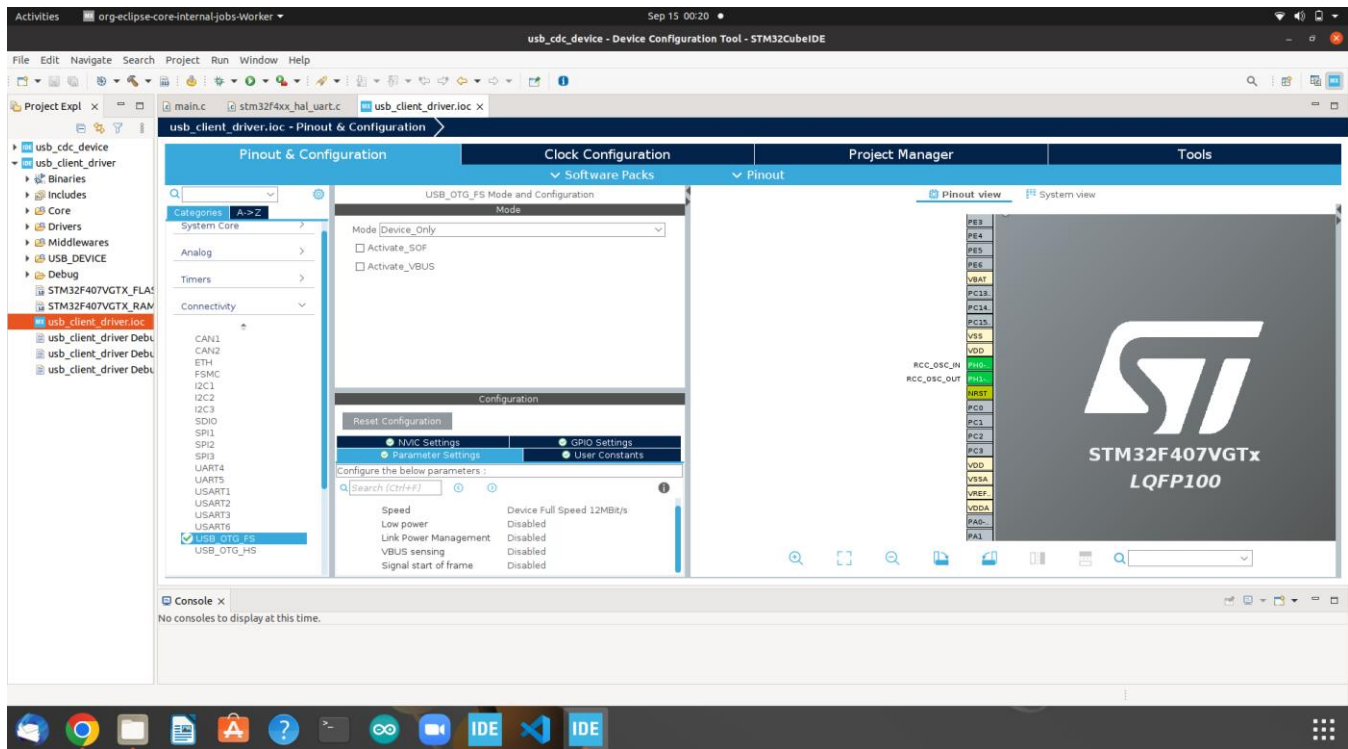 Activities org-eclipse-core-internal-jobs-Worker Sep 15 00:20
usb_cdc_device - Device Configuration Tool - STM32CubeIDE
File Edit Navigate Search Project Run Window Help
Project Expl
main.c stm32f4xx_hal_uart.c usb_client_driver.ioc
usb_client_driver.ioc - Pinout & Configuration
usb_cdc_device
usb_client_driver
Binaries
Includes
Core
Drivers
Middlewares
USB_DEVICE
Debug
STM32F407VGTX_FLAS
STM32F407VGTX_RAM
usb_client_driver.ioc
usb_client_driver Debu
usb_client_driver Debu
usb_client_driver Debu
Pinout & Configuration Clock Configuration Project Manager Tools
Software Packs Pinout
Categories A->Z
System Core
Analog
Timers
Connectivity
CAN1
CAN2
ETH
FSMC
I2C1
I2C2
I2C3
SDIO
SPI1
SPI2
SPI3
UART4
UART5
USART1
USART2
USART3
USART6
USB_OTG_FS
USB_OTG_HS
USB_OTG_FS Mode and Configuration
Mode
Mode Device_Only
Activate_SOF
Activate_VBUS
Configuration
Reset Configuration
NVIC Settings GPIO Settings
Parameter Settings User Constants
Configure the below parameters :
Search (Ctrl+F)
Speed Device Full Speed 12MBit/s
Low power Disabled
Link Power Management Disabled
VBUS sensing Disabled
Signal start of frame Disabled
Pinout view System view
PE3
PE4
PE5
PE6
VBAT
PC13..
PC14..
PC15..
VSS
VDD
RCC_OSC_IN PH0-..
RCC_OSC_OUT PH1-..
NRST
PC0
PC1
PC2
PC3
VDD
VSSA
VREF..
VDDA
PA0-..
PA1
STM32F407VGTx
LQFP100
Console
No consoles to display at this time.
IDE IDE